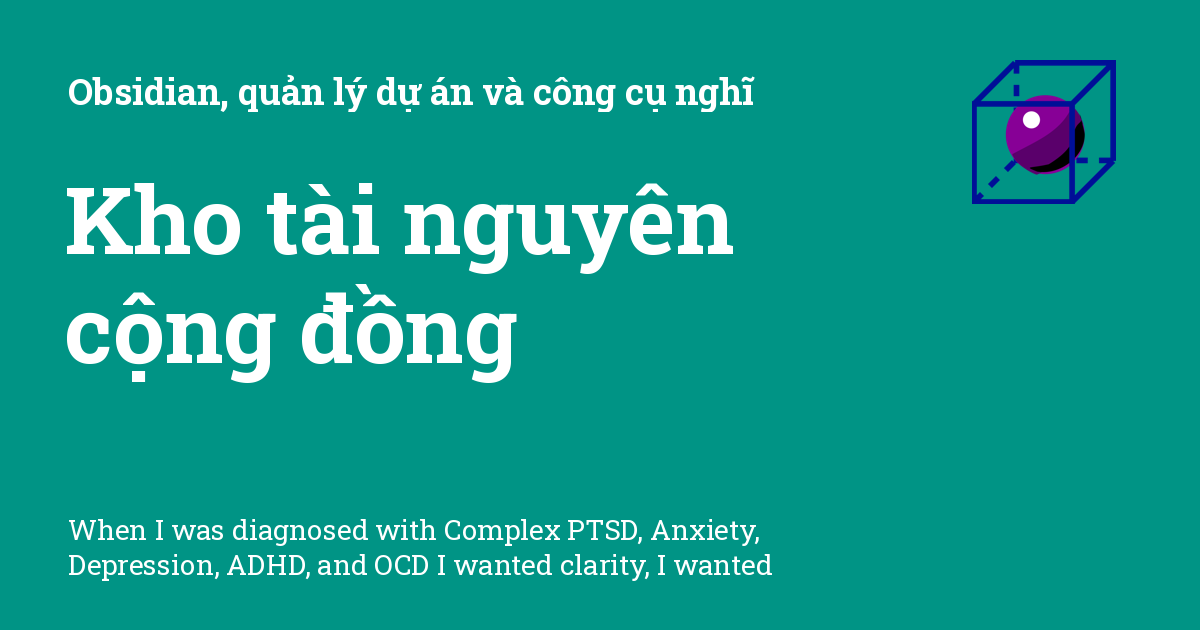 Obsidian, quản lý dự án và công cụ nghĩ
Kho tài nguyên
cộng đồng
When I was diagnosed with Complex PTSD, Anxiety,
Depression, ADHD, and OCD I wanted clarity, I wanted